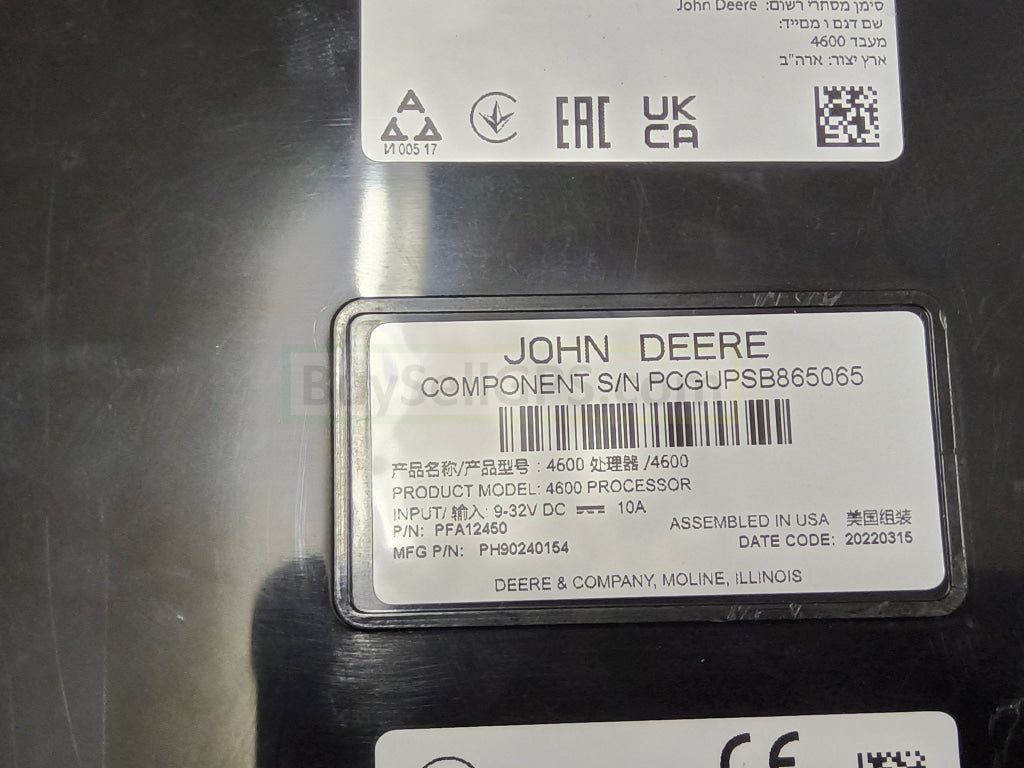 סימן מסחרי רשום: John Deere
שם דגם ו מסייד:
מעבד 4600
ארץ יצור: ארה"ב
И 005 17
EAC
UK
CA
JOHN DEERE
COMPONENT S/N PCGUPSB865065
BuySellGPS.com
产品名称/产品型号：4600 处理器 /4600
PRODUCT MODEL: 4600 PROCESSOR
INPUT/ 输入: 9-32V DC 10A
P/N: PFA12450
ASSEMBLED IN USA 美国组装
MFG P/N: PH90240154
DATE CODE: 20220315
DEERE & COMPANY, MOLINE, ILLINOIS
CE